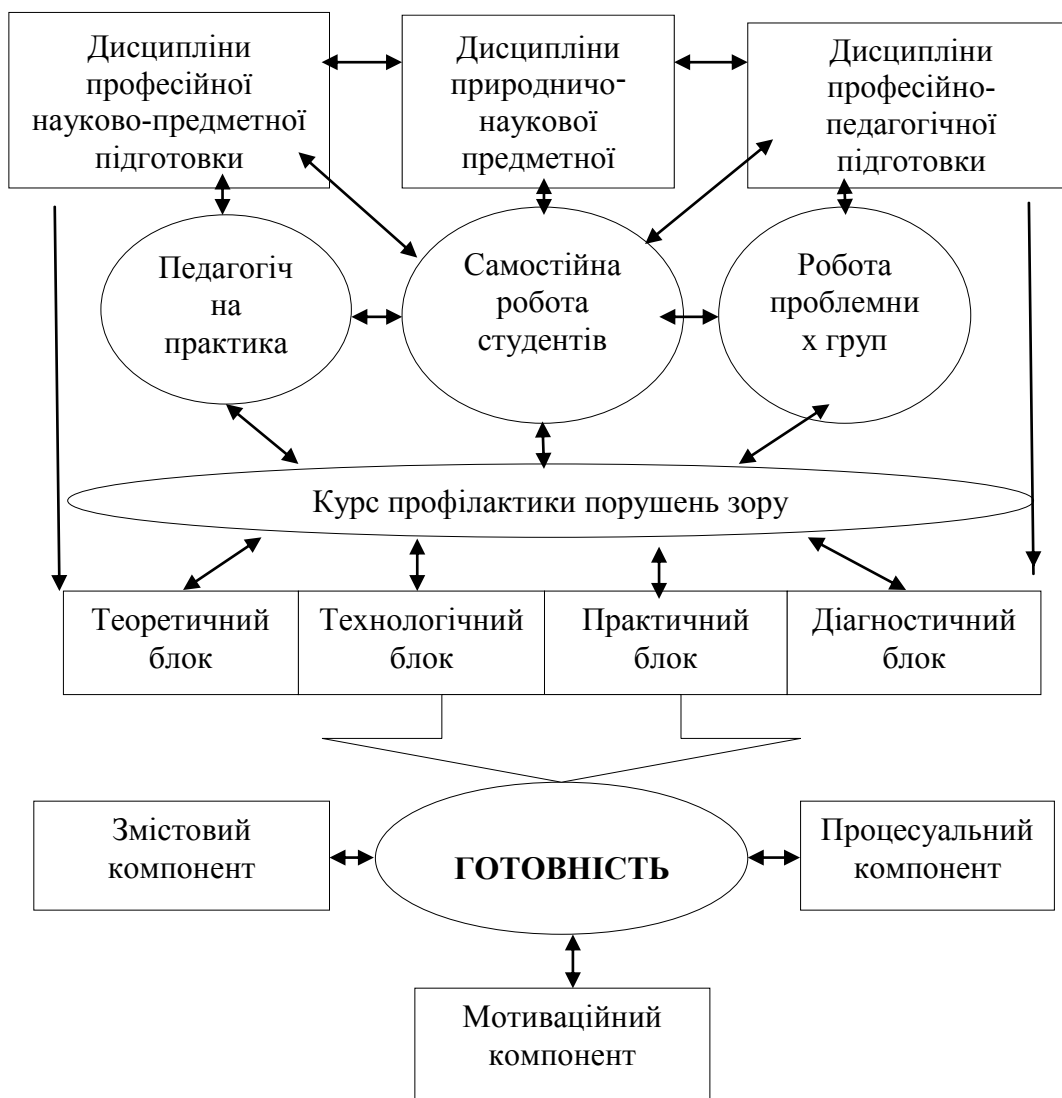 Дисципліни
професійної
науково-предметної
підготовки
Дисципліни
природничо-
наукової
предметної
Дисципліни
професійно-
педагогічної
підготовки
Педагогіч
на
практика
Самостійна
робота
студентів
Робота
проблемни
х груп
Курс профілактики порушень зору
Теоретичний
блок
Технологічний
блок
Практичний
блок
Діагностичний
блок
Змістовий
компонент
ГОТОВНІСТЬ
Процесуальний
компонент
Мотиваційний
компонент